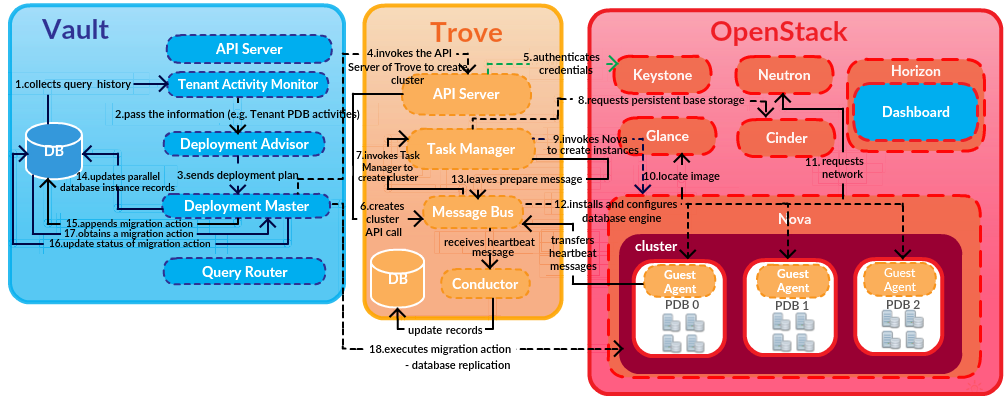 Vault
API Server
1.collects query history
Tenant Activity Monitor
2.pass the information (e.g. Tenant PDB activities)
Deployment Advisor
DB
3.sends deployment plan
14.updates parallel
database instance records
Deployment Master
15.appends migration action
17.obtains a migration action
16.update status of migration action
Query Router
Trove
4.invokes the API
Server of Trove to create
cluster
API Server
5.authenticates
credentials
8.requests persistent base storage
Task Manager
9.invokes Nova
to create instances
7.invokes Task
Manager to
create cluster
13.leaves prepare message
6.creates
cluster
API call
Message Bus
12.installs and configures
database engine
receives heartbeat
message
transfers
heartbeat
messages
DB
Conductor
update records
18.executes migration action
- database replication
OpenStack
Keystone
Neutron
Horizon
Dashboard
Glance
Cinder
10.locate image
11.requests
network
Nova
cluster
Guest
Agent
PDB 0
Guest
Agent
PDB 1
Guest
Agent
PDB 2